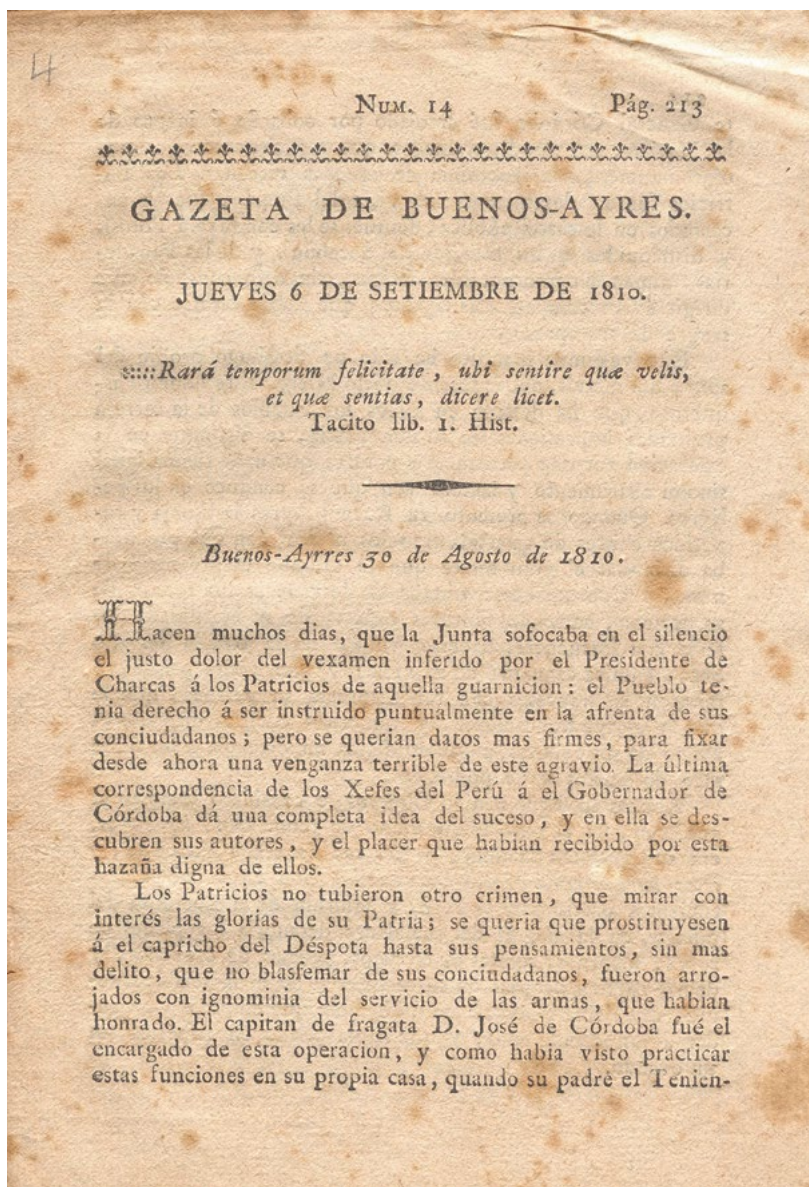 4
Num. 14 Pág. 213
GAZETA DE BUENOS-AYRES.
JUEVES 6 DE SETIEMBRE DE 1810.
:::::Rará temporum felicitate, ubi sentire quæ velis,
et quæ sentias, dicere licet.
Tacito lib. 1. Hist.
Buenos-Ayrres 30 de Agosto de 1810.
Hacen muchos dias, que la Junta sofocaba en el silencio
el justo dolor del vexamen inferido por el Presidente de
Charcas á los Patricios de aquella guarnicion: el Pueblo te-
nia derecho á ser instruido puntualmente en la afrenta de sus
conciudadanos; pero se querian datos mas firmes, para fixar
desde ahora una venganza terrible de este agravio. La última
correspondencia de los Xefes del Perú á el Gobernador de
Córdoba dá una completa idea del suceso, y en ella se des-
cubren sus autores, y el placer que habian recibido por esta
hazaña digna de ellos.
Los Patricios no tubieron otro crimen, que mirar con
interés las glorias de su Patria; se queria que prostituyesen
á el capricho del Déspota hasta sus pensamientos, sin mas
delito, que no blasfemar de sus conciudadanos, fueron arro-
jados con ignominia del servicio de las armas, que habian
honrado. El capitan de fragata D. José de Córdoba fué el
encargado de esta operacion, y como habia visto practicar
estas funciones en su propia casa, quando su padre el Tenien-